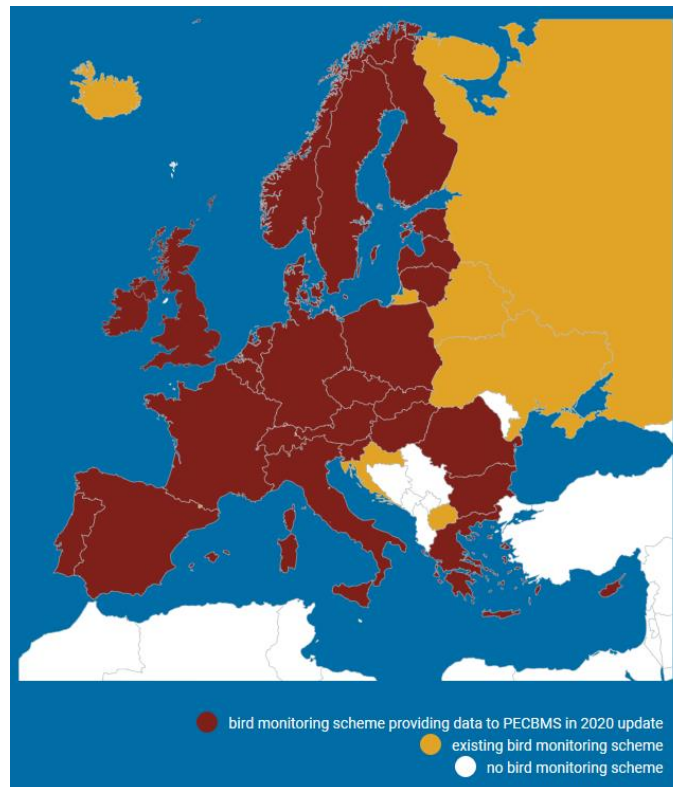 bird monitoring scheme providing data to PECBMS in 2020 update
existing bird monitoring scheme
no bird monitoring scheme